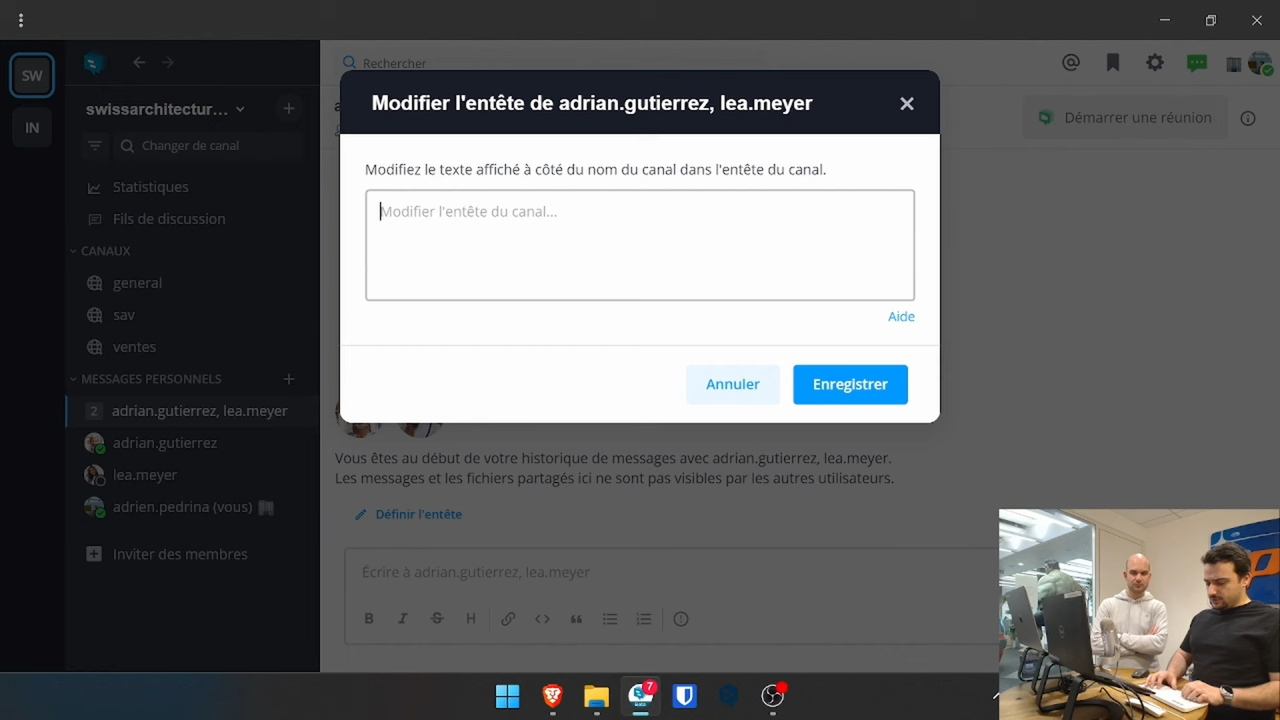 SW
IN
swissarchitectur...
Changer de canal
Statistiques
Fils de discussion
CANAUX
general
sav
ventes
MESSAGES PERSONNELS
2 adrian.gutierrez, lea.meyer
adrian.gutierrez
lea.meyer
adrien.pedrina (vous)
Inviter des membres
Rechercher
Démarrer une réunion
Modifier l'entête de adrian.gutierrez, lea.meyer
Modifiez le texte affiché à côté du nom du canal dans l'entête du canal.
Modifier l'entête du canal...
Aide
Annuler
Enregistrer
Vous êtes au début de votre historique de messages avec adrian.gutierrez, lea.meyer.
Les messages et les fichiers partagés ici ne sont pas visibles par les autres utilisateurs.
Définir l'entête
Écrire à adrian.gutierrez, lea.meyer
B I S H
7